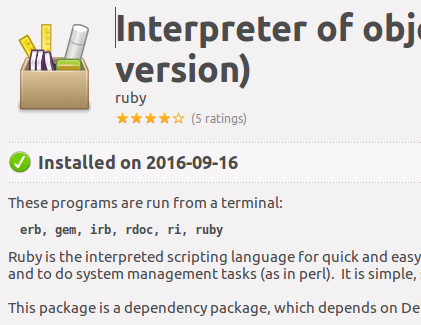 Interpreter of obj
version)
ruby
(5 ratings)
Installed on 2016-09-16
These programs are run from a terminal:
erb, gem, irb, rdoc, ri, ruby
Ruby is the interpreted scripting language for quick and easy
and to do system management tasks (as in perl). It is simple,
This package is a dependency package, which depends on De